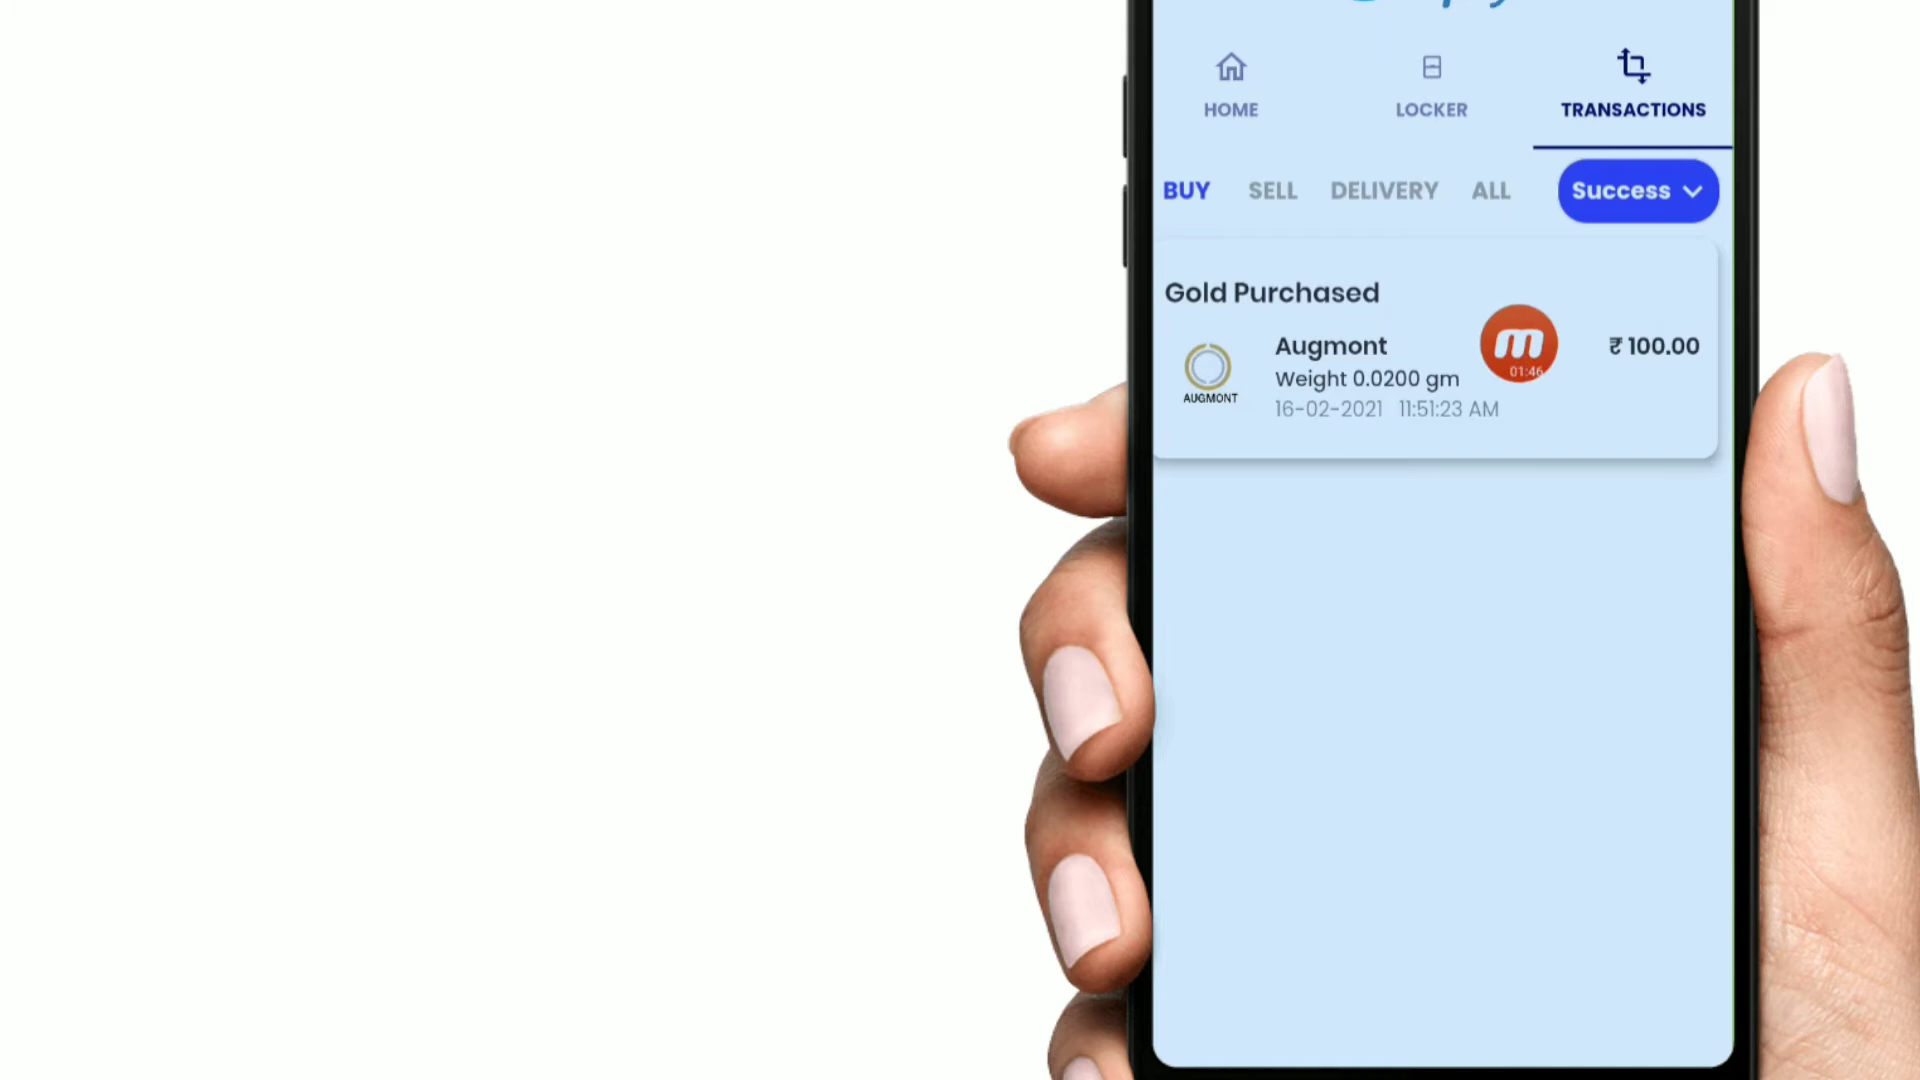 HOME
LOCKER
TRANSACTIONS
BUY
SELL
DELIVERY
ALL
Success
Gold Purchased
AUGMONT
Augmont
Weight 0.0200 gm
16-02-2021 11:51:23 AM
m
01:46
₹ 100.00